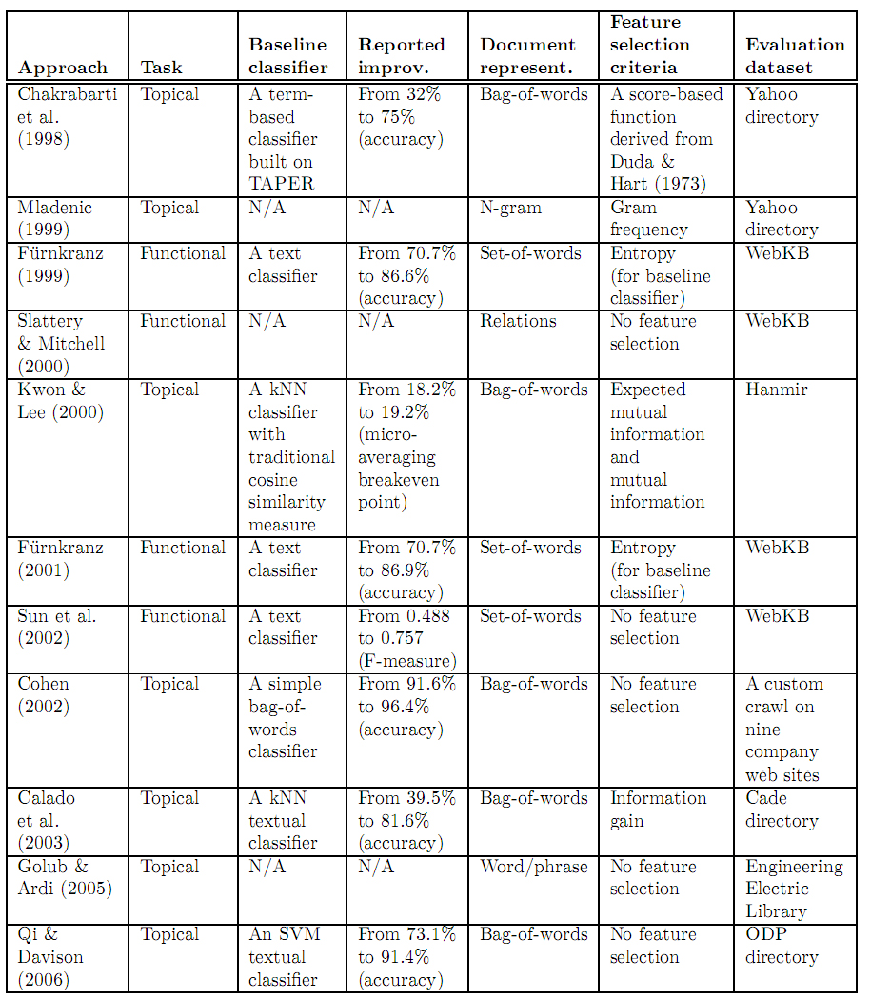 Feature
Baseline Reported Document selection Evaluation
Approach Task classifier improv. represent. criteria dataset
Chakrabarti Topical A term- From 32% Bag-of-words A score-based Yahoo
et al. based to 75% function directory
(1998) classifier (accuracy) derived from
built on Duda &
TAPER Hart (1973)
Mladenic Topical N/A N/A N-gram Gram Yahoo
(1999) frequency directory
Fürnkranz Functional A text From 70.7% Set-of-words Entropy WebKB
(1999) classifier to 86.6% (for baseline
(accuracy) classifier)
Slattery Functional N/A N/A Relations No feature WebKB
& Mitchell selection
(2000)
Kwon & Topical A kNN From 18.2% Bag-of-words Expected Hanmir
Lee (2000) classifier to 19.2% mutual
with (micro- information
traditional averaging and
cosine breakeven mutual
similarity point) information
measure
Fürnkranz Functional A text From 70.7% Set-of-words Entropy WebKB
(2001) classifier to 86.9% (for baseline
(accuracy) classifier)
Sun et al. Functional A text From 0.488 Set-of-words No feature WebKB
(2002) classifier to 0.757 selection
(F-measure)
Cohen Topical A simple From 91.6% Bag-of-words No feature A custom
(2002) bag-of- to 96.4% selection crawl on
words (accuracy) nine
classifier company
web sites
Calado Topical A kNN From 39.5% Bag-of-words Information Cade
et al. textual to 81.6% gain directory
(2003) classifier (accuracy)
Golub & Topical N/A N/A Word/phrase No feature Engineering
Ardi (2005) selection Electric
Library
Qi & Topical An SVM From 73.1% Bag-of-words No feature ODP
Davison textual to 91.4% selection directory
(2006) classifier (accuracy)